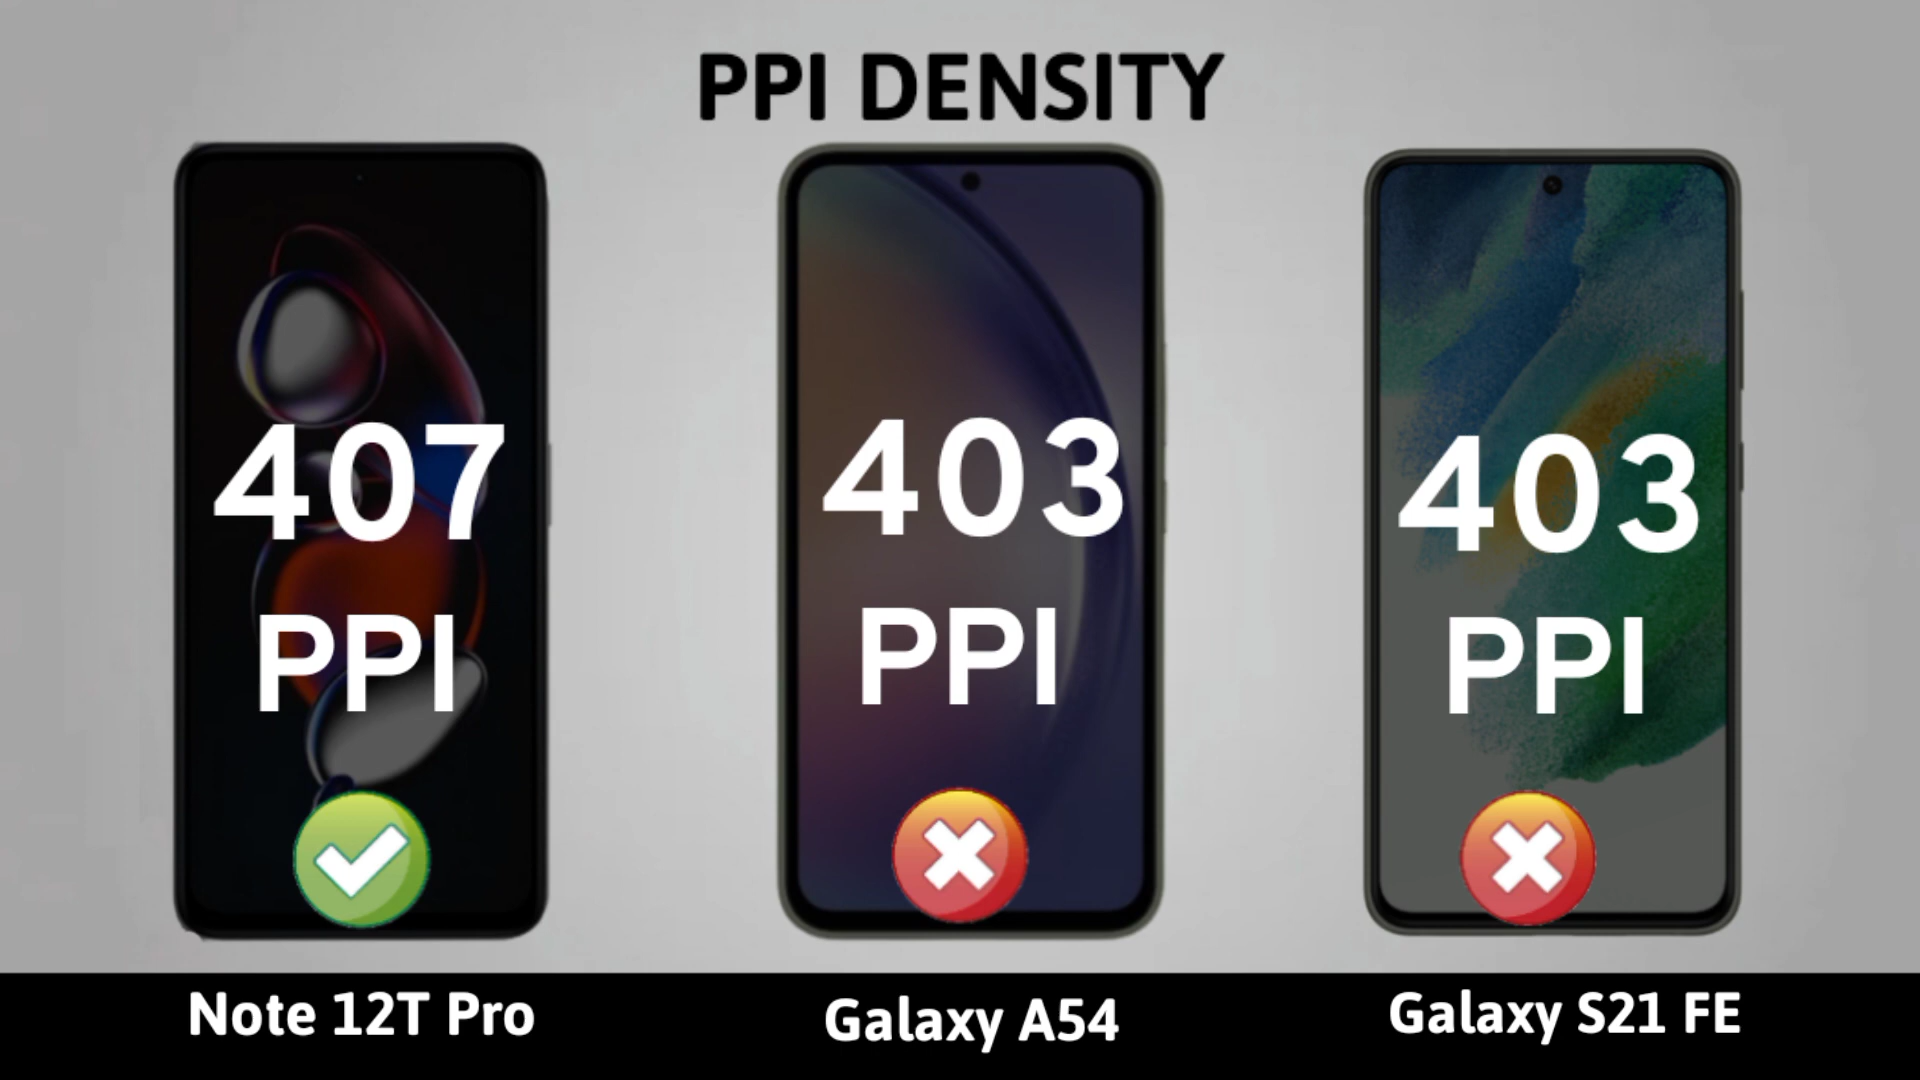 PPI DENSITY
407
PPI
403
PPI
403
PPI
Note 12T Pro
Galaxy A54
Galaxy S21 FE